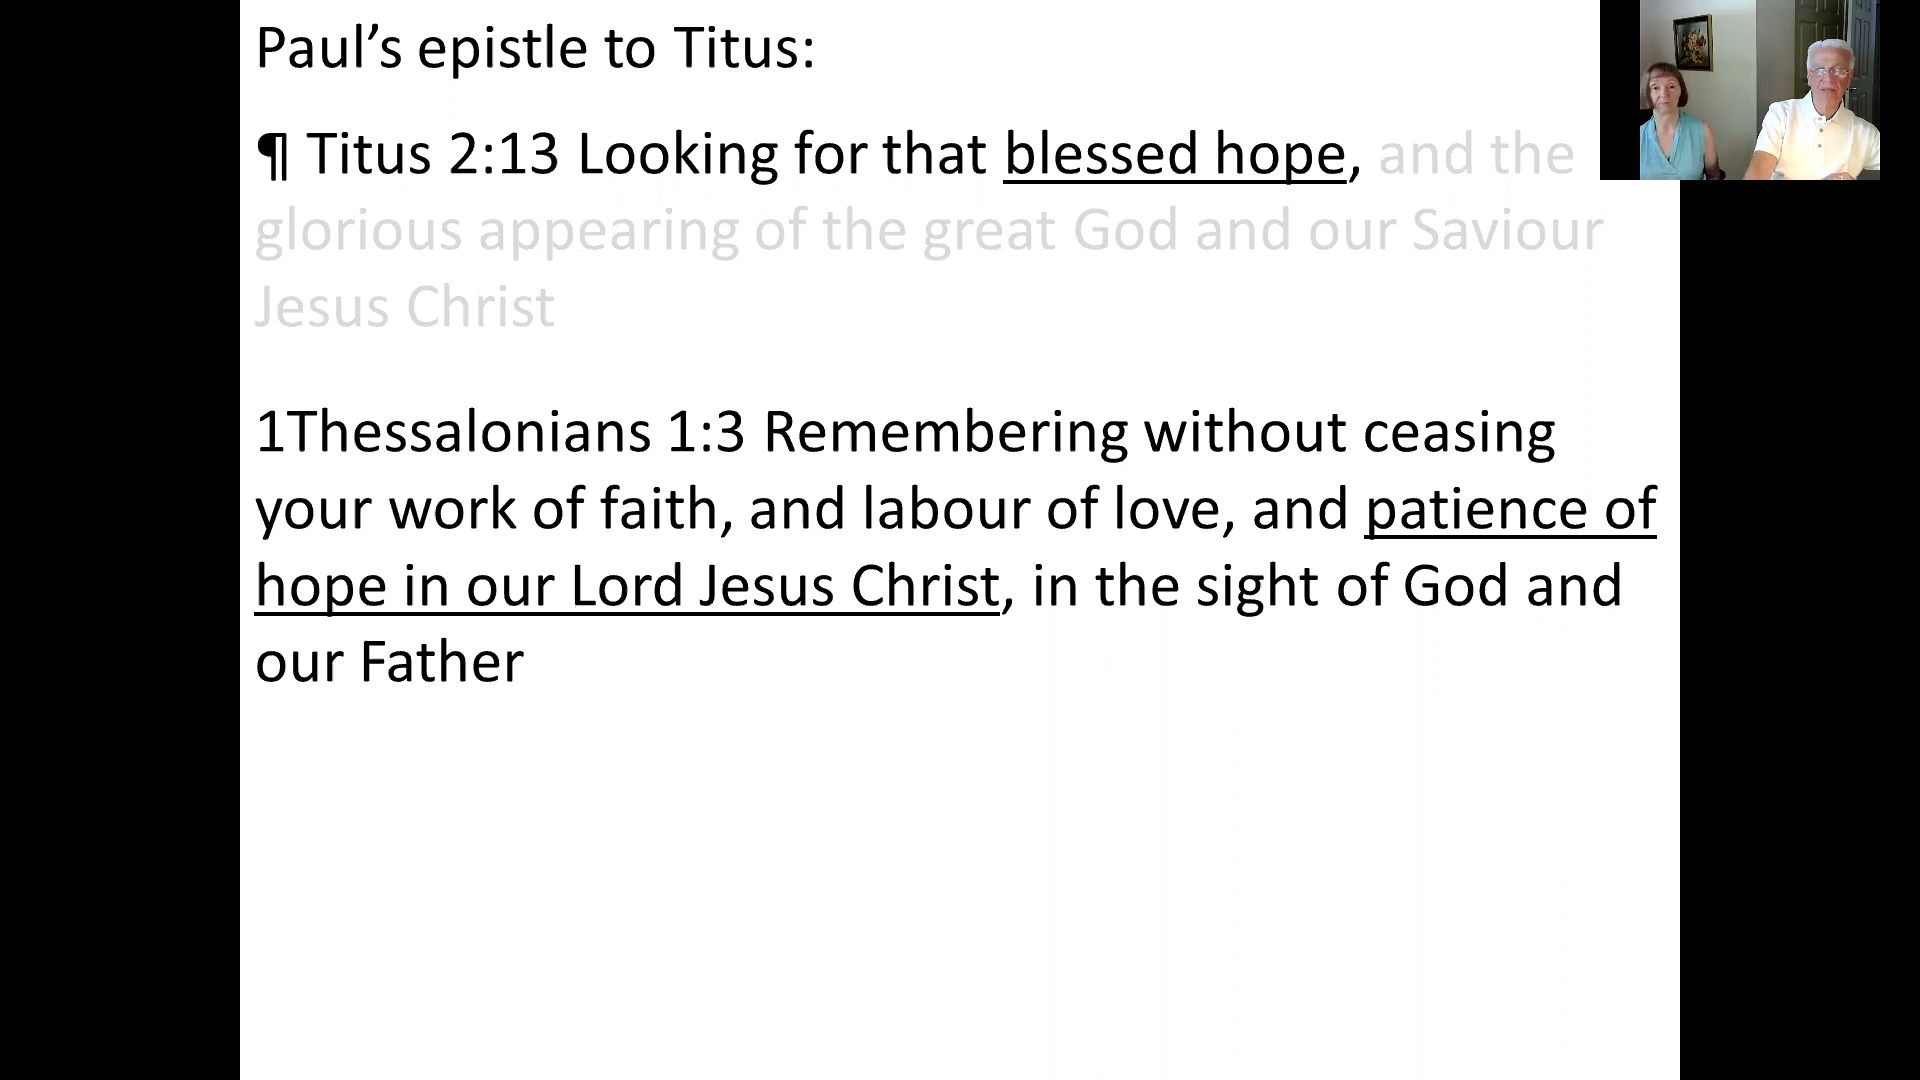 Paul’s epistle to Titus:
¶ Titus 2:13 Looking for that blessed hope, and the
glorious appearing of the great God and our Saviour
Jesus Christ
1Thessalonians 1:3 Remembering without ceasing
your work of faith, and labour of love, and patience of
hope in our Lord Jesus Christ, in the sight of God and
our Father